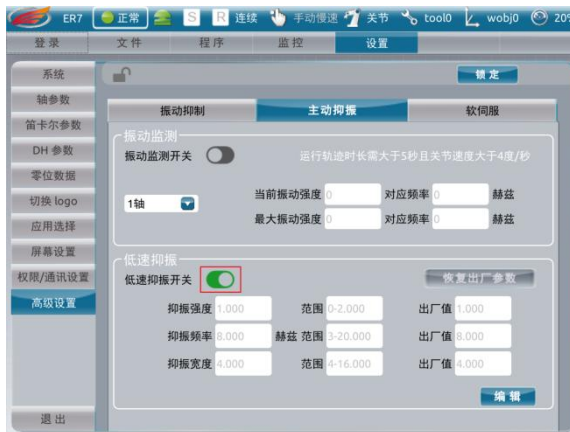 ER7 正常 S R 连续 手动慢速 关节 tool0 wobj0 20%
登录 文件 程序 监控 设置
系统
轴参数
笛卡尔参数
DH 参数
零位数据
切换 logo
应用选择
屏幕设置
权限/通讯设置
高级设置
退出
锁定
振动抑制 主动抑振 软伺服
振动监测
振动监测开关 运行轨迹时长需大于5秒且关节速度大于4度/秒
1轴
当前振动强度 0 对应频率 0 赫兹
最大振动强度 0 对应频率 0 赫兹
低速抑振
低速抑振开关 恢复出厂参数
抑振强度 1.000 范围 0-2.000 出厂值 1.000
抑振频率 8.000 赫兹 范围 3-20.000 出厂值 8.000
抑振宽度 4.000 范围 4-16.000 出厂值 4.000
编辑